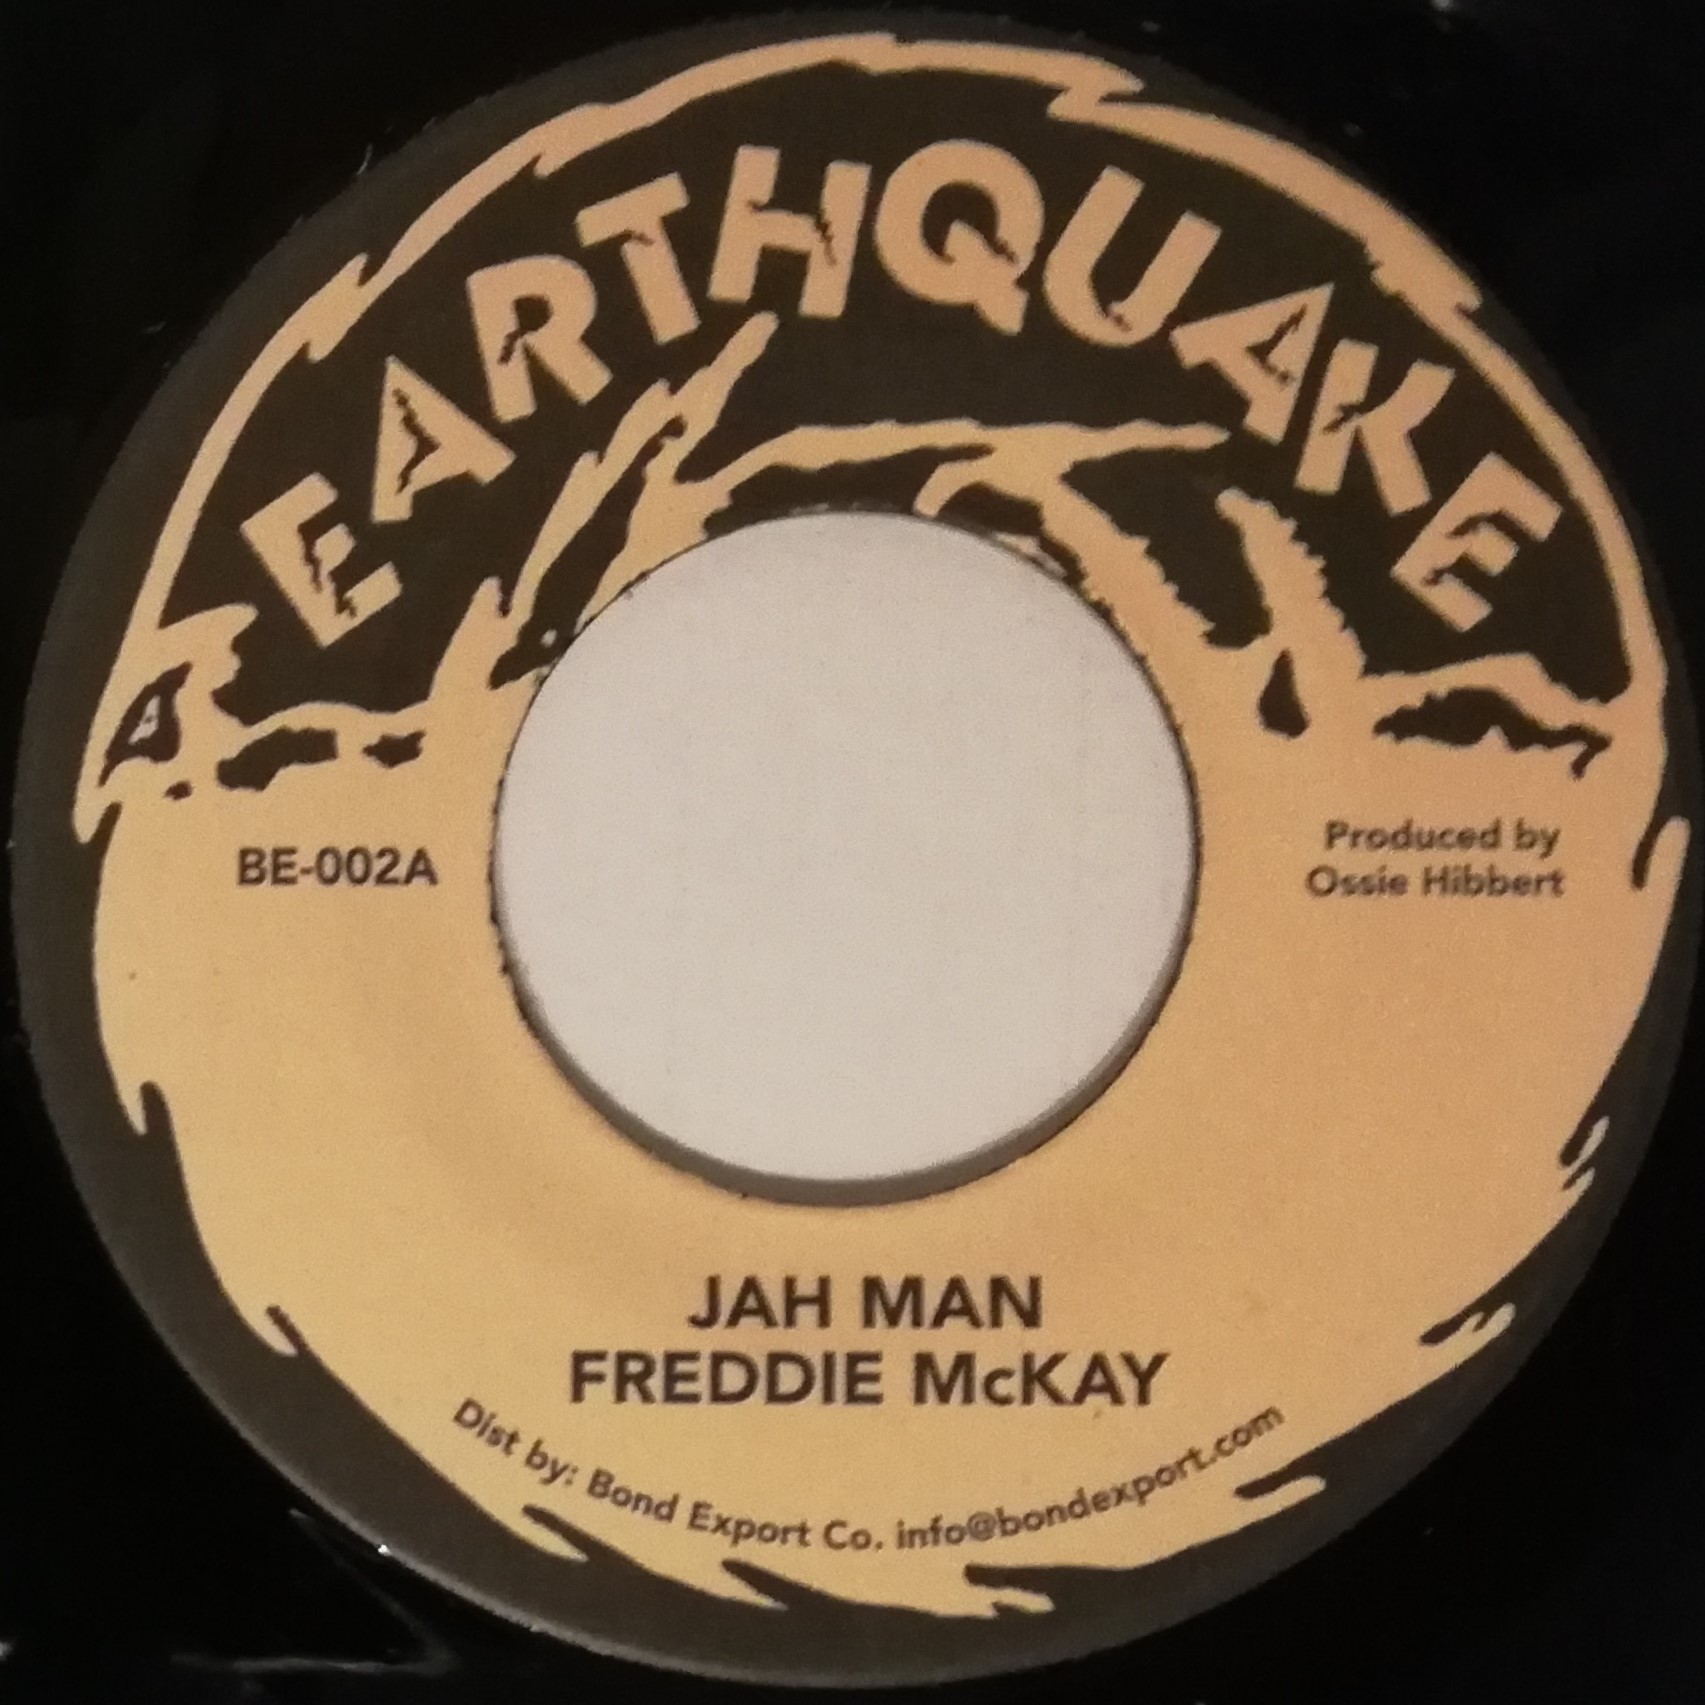 EARTHQUAKE
BE-002A
Produced by
Ossie Hibbert
JAH MAN
FREDDIE McKAY
Dist by: Bond Export Co. info@bondexport.com